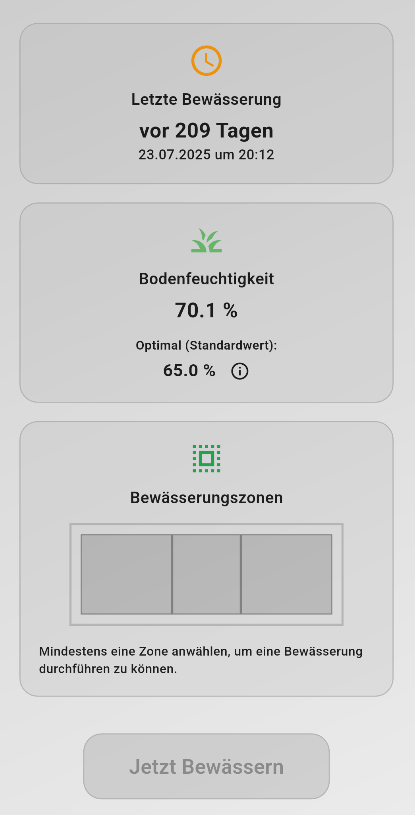 Letzte Bewässerung
vor 209 Tagen
23.07.2025 um 20:12
Bodenfeuchtigkeit
70.1 %
Optimal (Standardwert):
65.0 %
Bewässerungszonen
Mindestens eine Zone anwählen, um eine Bewässerung
durchführen zu können.
Jetzt Bewässern